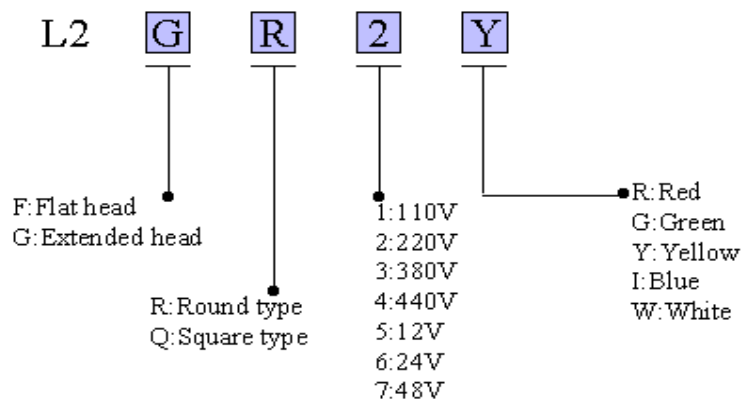 L2 G R 2 Y
F:Flat head
G:Extended head
R:Round type
Q:Square type
1:110V
2:220V
3:380V
4:440V
5:12V
6:24V
7:48V
R:Red
G:Green
Y:Yellow
I:Blue
W:White